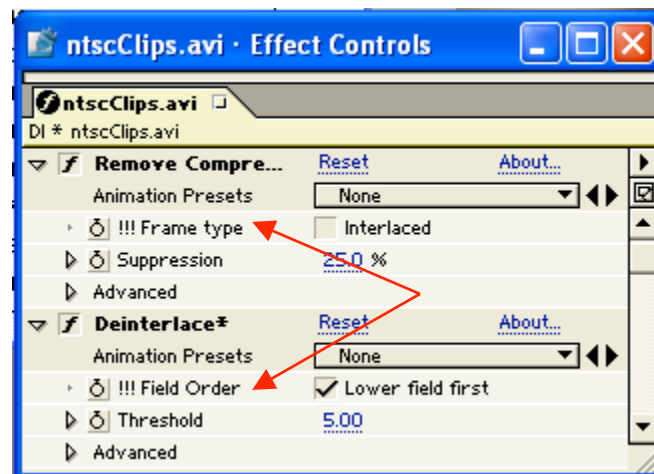 ntscClips.avi · Effect Controls
ntscClips.avi
DI * ntscClips.avi
Remove Compre... Reset About...
Animation Presets None
!!! Frame type Interlaced
Suppression 25.0 %
Advanced
Deinterlace* Reset About...
Animation Presets None
!!! Field Order Lower field first
Threshold 5.00
Advanced